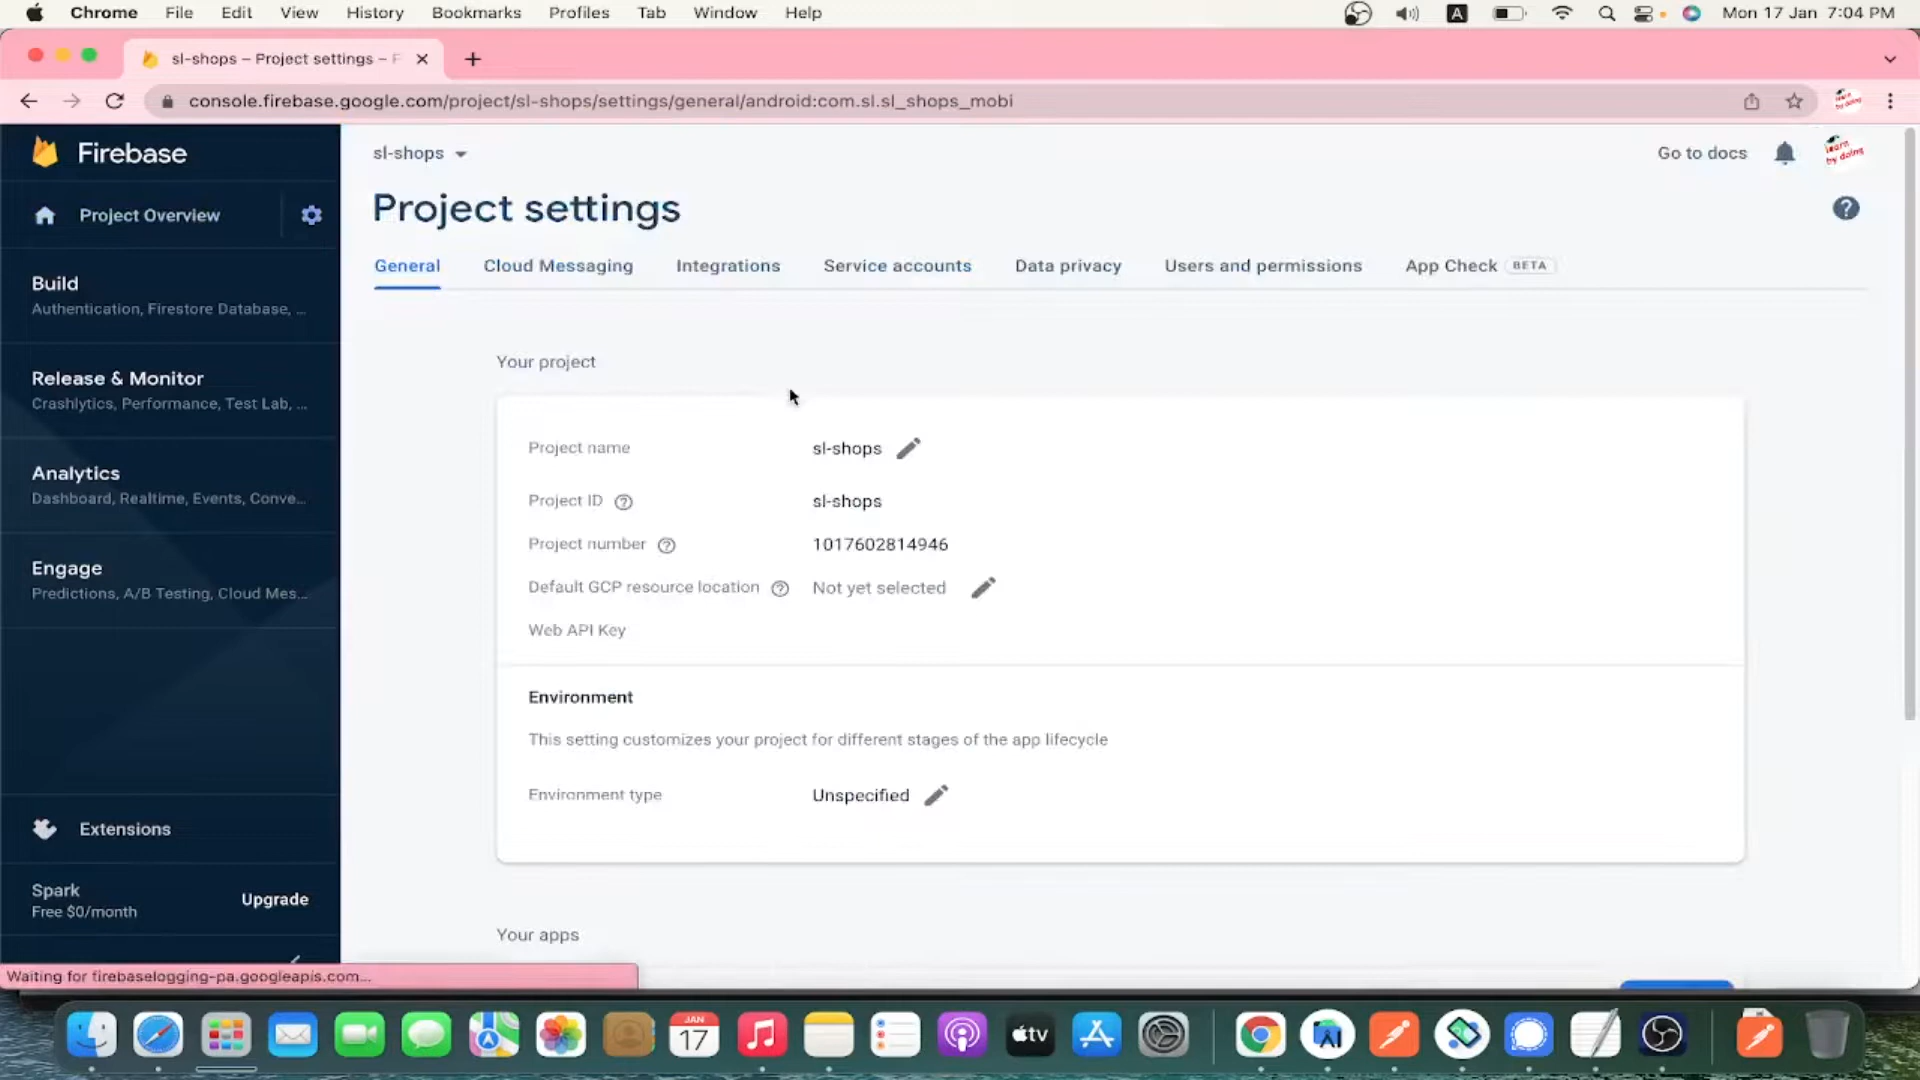 Chrome File Edit View History Bookmarks Profiles Tab Window Help A Mon 17 Jan 7:04 PM
sl-shops – Project settings – F
console.firebase.google.com/project/sl-shops/settings/general/android:com.sl.sl_shops_mobi
Firebase
Project Overview
Build
Authentication, Firestore Database, ...
Release & Monitor
Crashlytics, Performance, Test Lab, ...
Analytics
Dashboard, Realtime, Events, Conve...
Engage
Predictions, A/B Testing, Cloud Mes...
Extensions
Spark
Free $0/month
Upgrade
sl-shops
Go to docs
learn
by doing
Project settings
General Cloud Messaging Integrations Service accounts Data privacy Users and permissions App Check BETA
Your project
Project name sl-shops
Project ID sl-shops
Project number 1017602814946
Default GCP resource location Not yet selected
Web API Key
Environment
This setting customizes your project for different stages of the app lifecycle
Environment type Unspecified
Your apps
Waiting for firebaselogging-pa.googleapis.com...
JAN
17
tv